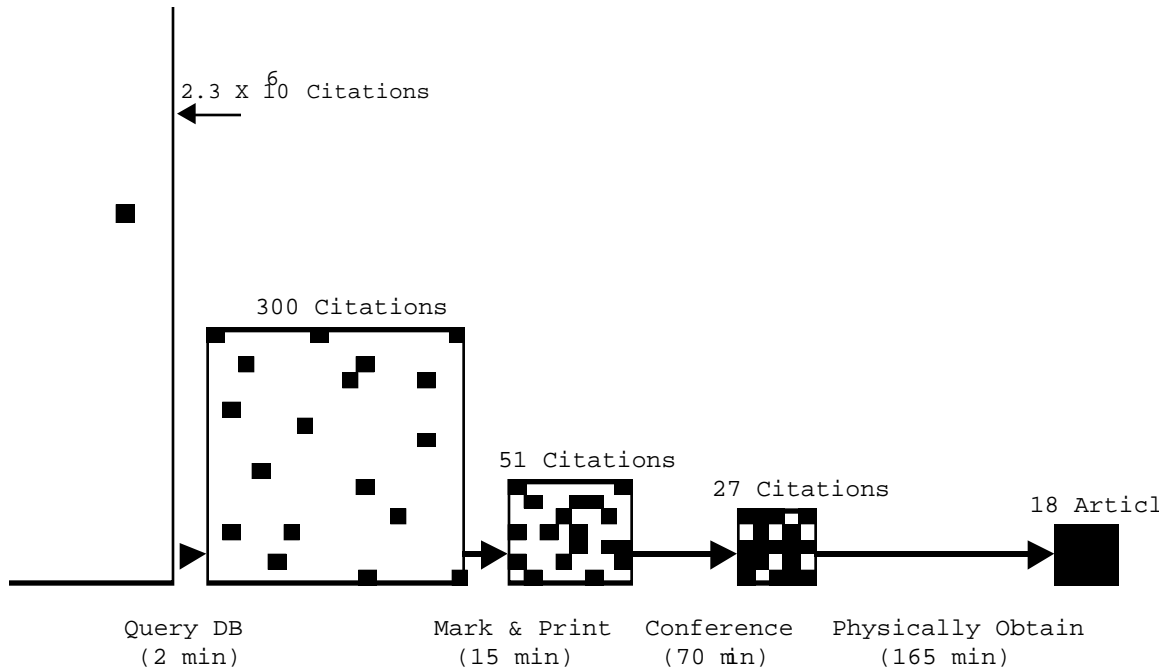 2.3 X 10⁶ Citations
300 Citations
51 Citations
27 Citations
18 Articl
Query DB
(2 min)
Mark & Print
(15 min)
Conference
(70 min)
Physically Obtain
(165 min)